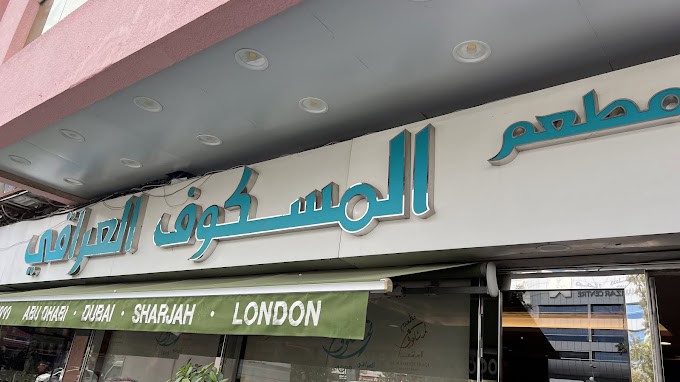 مطعم المسكوف العراقي
ABU DHABI · DUBAI · SHARJAH · LONDON